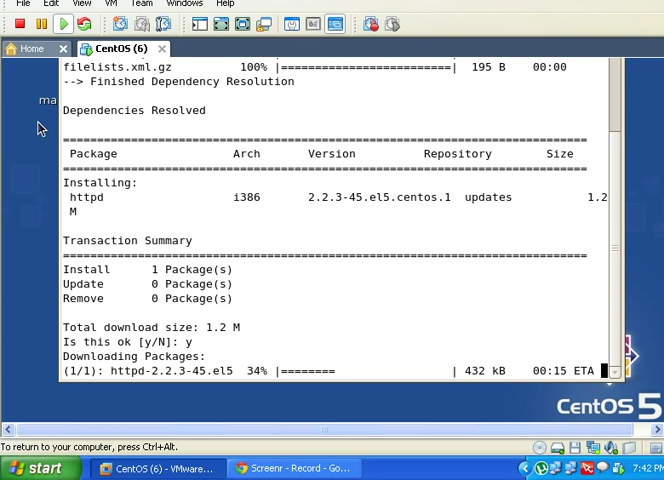 File View VM Team Windows Help
Home CentOS (6)
ma
filelists.xml.gz 100% |=========================| 195 B 00:00
--> Finished Dependency Resolution
Dependencies Resolved
================================================================
Package Arch Version Repository Size
================================================================
Installing:
httpd i386 2.2.3-45.el5.centos.1 updates 1.2
M
Transaction Summary
================================================================
Install 1 Package(s)
Update 0 Package(s)
Remove 0 Package(s)
Total download size: 1.2 M
Is this ok [y/N]: y
Downloading Packages:
(1/1): httpd-2.2.3-45.el5 34% |======== | 432 kB 00:15 ETA
CentOS 5
To return to your computer, press Ctrl+Alt.
start CentOS (6) - VMware... Screenr - Record - Go... 7:42 PM